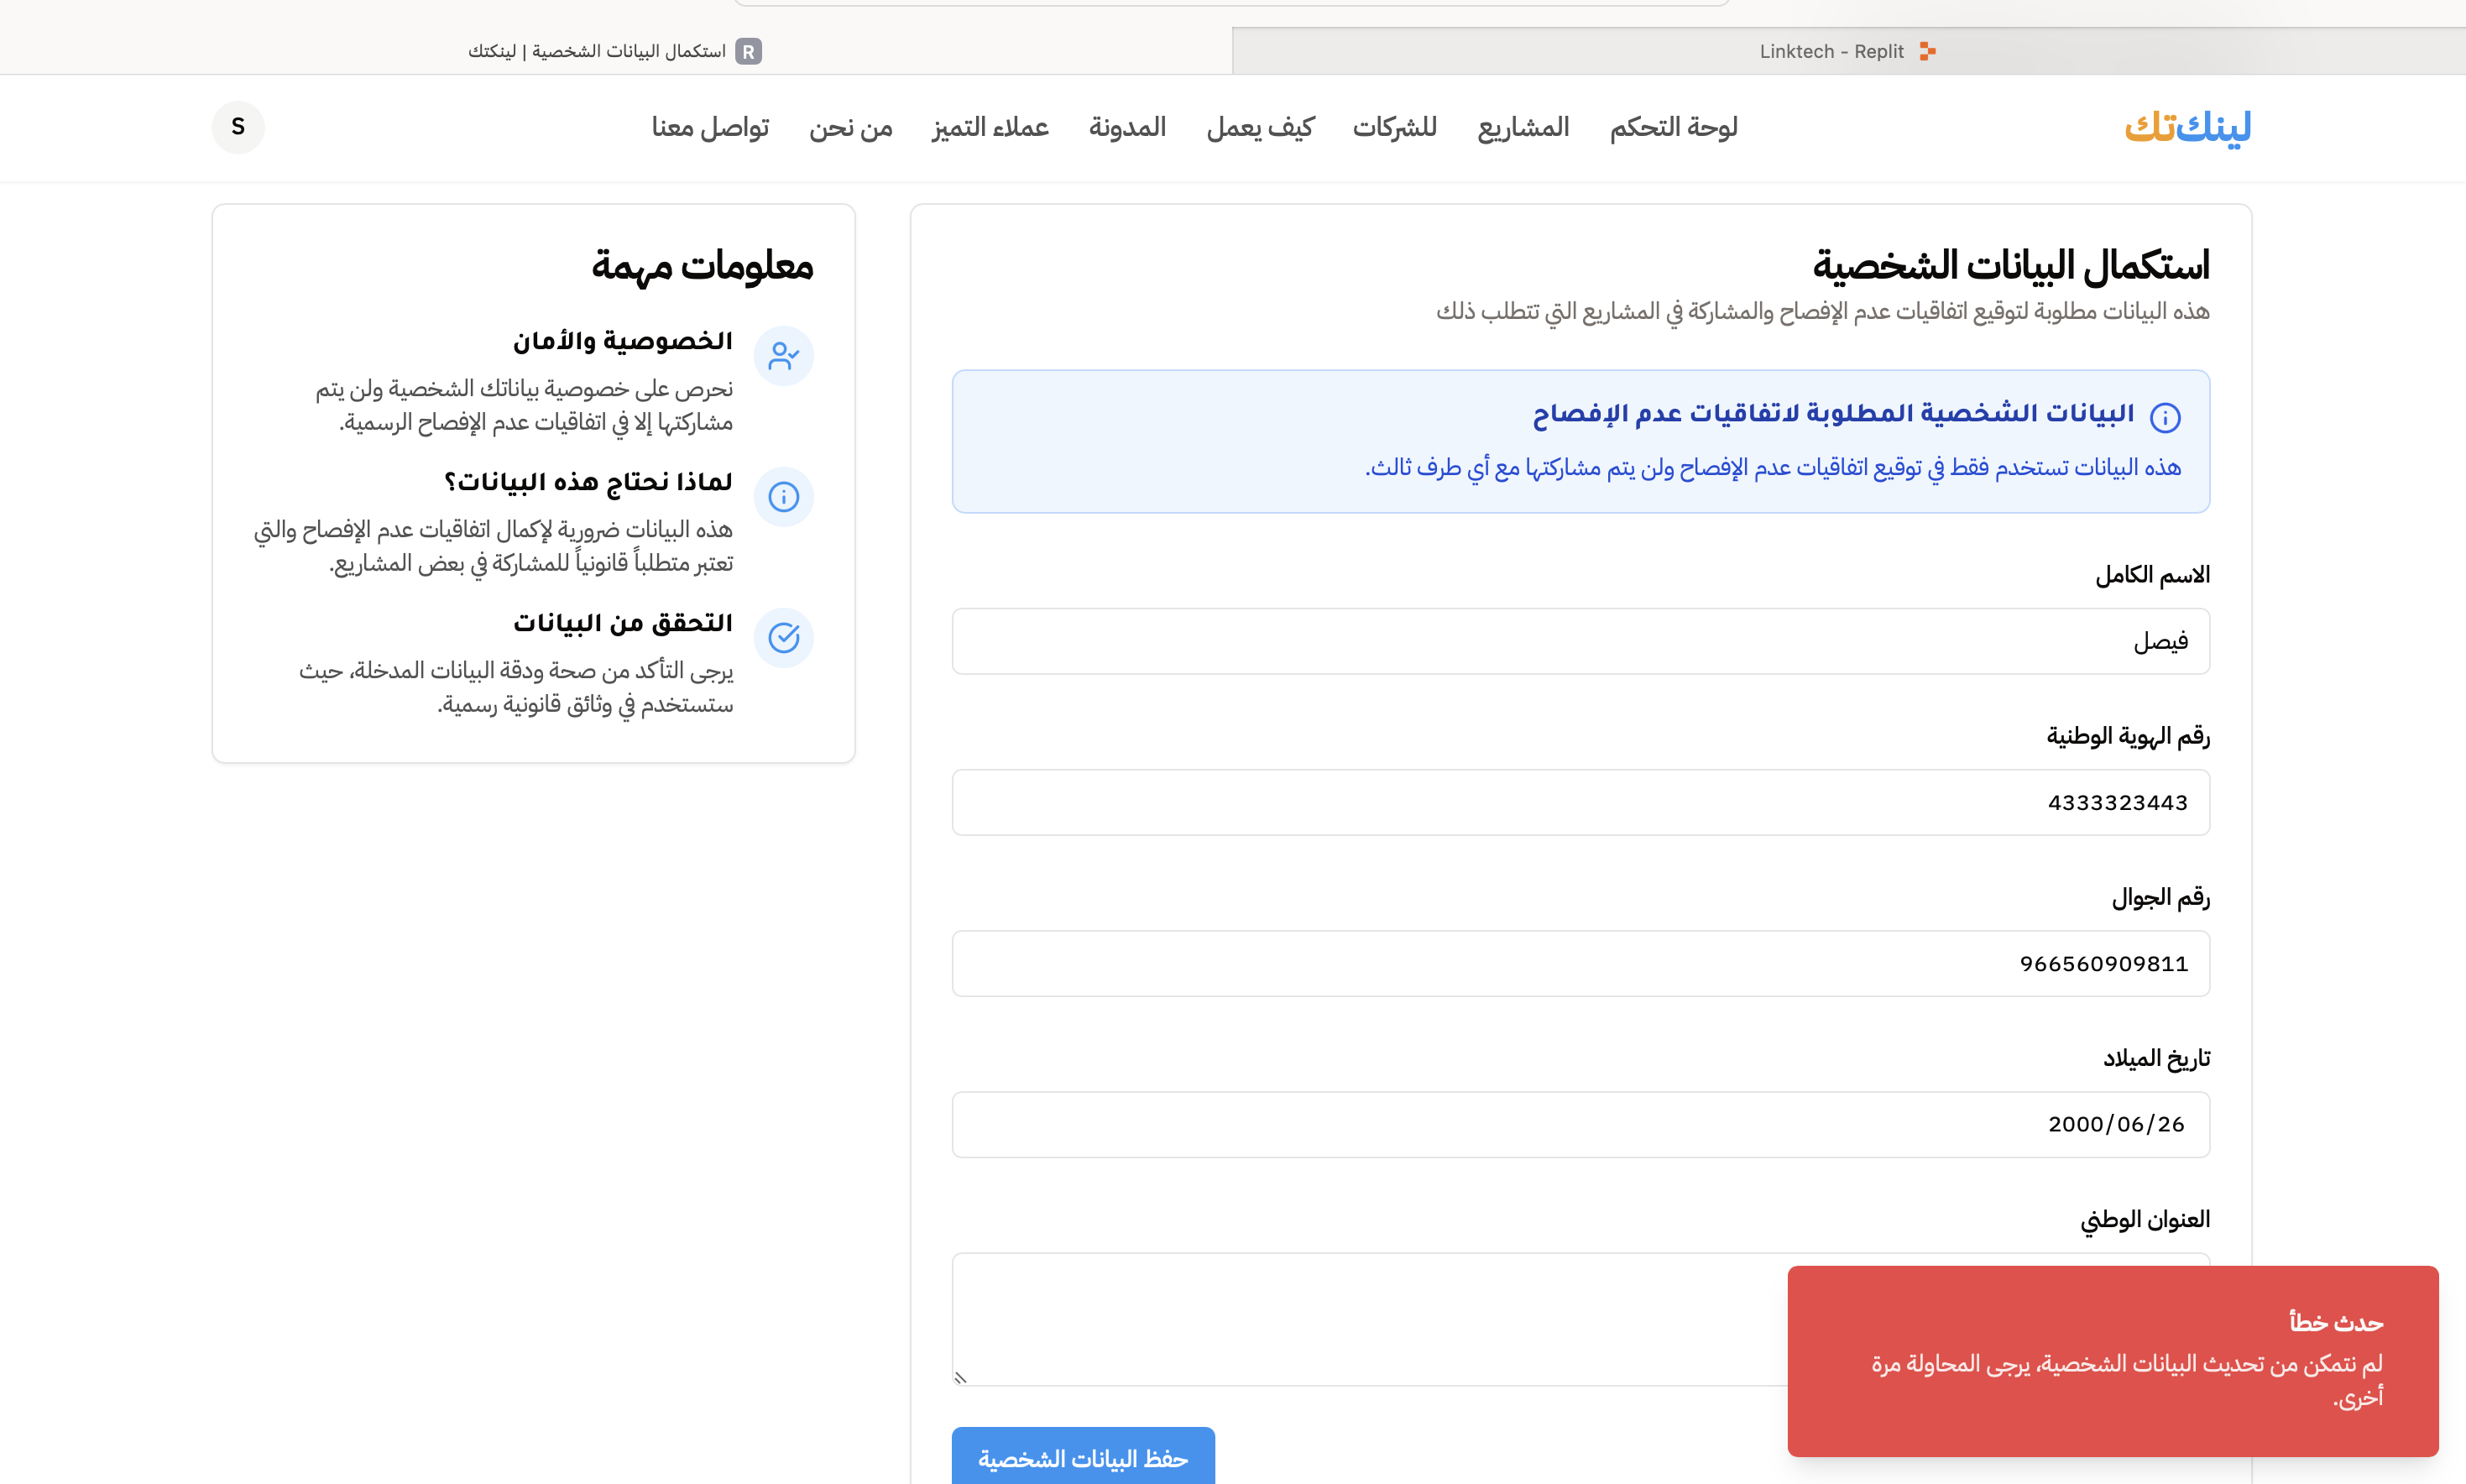 Linktech - Replit
R استكمال البيانات الشخصية | لينكتك
لينكتك
لوحة التحكم
المشاريع
للشركات
كيف يعمل
المدونة
عملاء التميز
من نحن
تواصل معنا
S
استكمال البيانات الشخصية
هذه البيانات مطلوبة لتوقيع اتفاقيات عدم الإفصاح والمشاركة في المشاريع التي تتطلب ذلك
البيانات الشخصية المطلوبة لاتفاقيات عدم الإفصاح
هذه البيانات تستخدم فقط في توقيع اتفاقيات عدم الإفصاح ولن يتم مشاركتها مع أي طرف ثالث.
الاسم الكامل
فيصل
رقم الهوية الوطنية
4333323443
رقم الجوال
966560909811
تاريخ الميلاد
2000/06/26
العنوان الوطني
حفظ البيانات الشخصية
معلومات مهمة
الخصوصية والأمان
نحرص على خصوصية بياناتك الشخصية ولن يتم
مشاركتها إلا في اتفاقيات عدم الإفصاح الرسمية.
لماذا نحتاج هذه البيانات؟
هذه البيانات ضرورية لإكمال اتفاقيات عدم الإفصاح والتي
تعتبر متطلباً قانونياً للمشاركة في بعض المشاريع.
التحقق من البيانات
يرجى التأكد من صحة ودقة البيانات المدخلة، حيث
ستستخدم في وثائق قانونية رسمية.
حدث خطأ
لم نتمكن من تحديث البيانات الشخصية، يرجى المحاولة مرة
أخرى.